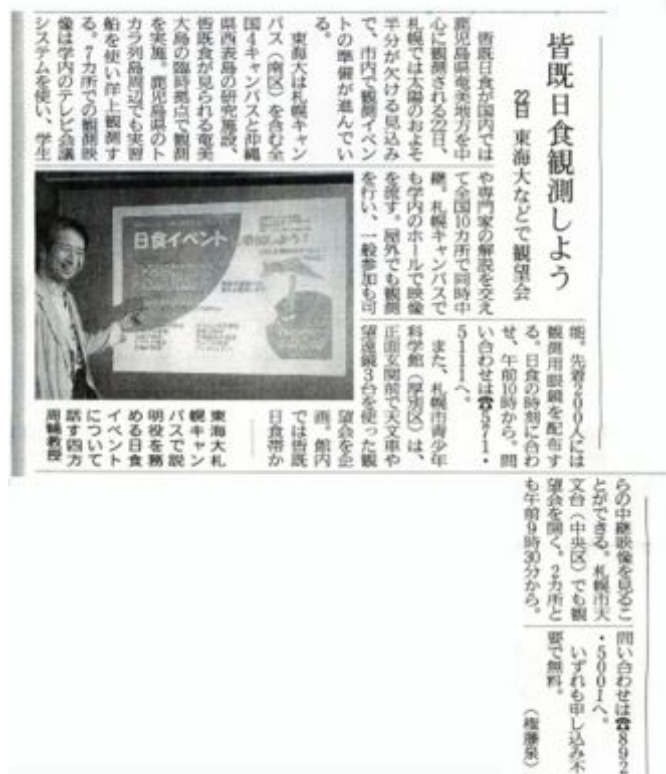 皆既日食観測しよう
22日 東海大などで観望会
皆既日食が国内では
鹿児島県奄美地方を中
心に観測される22日、
札幌では太陽のおよそ
半分が欠ける見込み
で、市内で観測イベン
トの準備が進んでい
る。
東海大は札幌キャン
パス（南区）を含む全
国4キャンパスと沖縄
県西表島の研究施設、
皆既食が見られる奄美
大島の臨時拠点で観測
を実施。鹿児島県のト
カラ列島周辺でも実習
船を使い洋上観測す
る。7カ所での観測映
像は学内のテレビ会議
システムを使い、学生
や専門家の解説を交え
て全国10カ所で同時中
継。札幌キャンパスで
も学内のホールで映像
を流す。屋外でも観測
を行い、一般参加も可
能。先着200人には
観測用眼鏡を配布す
る。日食の時刻に合わ
せ、午前10時から。問
い合わせは☎571・
5111へ。
また、札幌市青少年
科学館（厚別区）は、
正面玄関前で天文車や
望遠鏡3台を使った観
望会を企
画。館内
では皆既
日食帯か
らの中継映像を見るこ
とができる。札幌市天
文台（中央区）でも観
望会を開く。2カ所と
も午前9時30分から。
問い合わせは☎892
・5001へ。
いずれも申し込み不
要で無料。
（権藤泉）
日食イベント
東海大札
幌キャン
パスで説
明役を務
める日食
イベント
について
話す四方
周輔教授